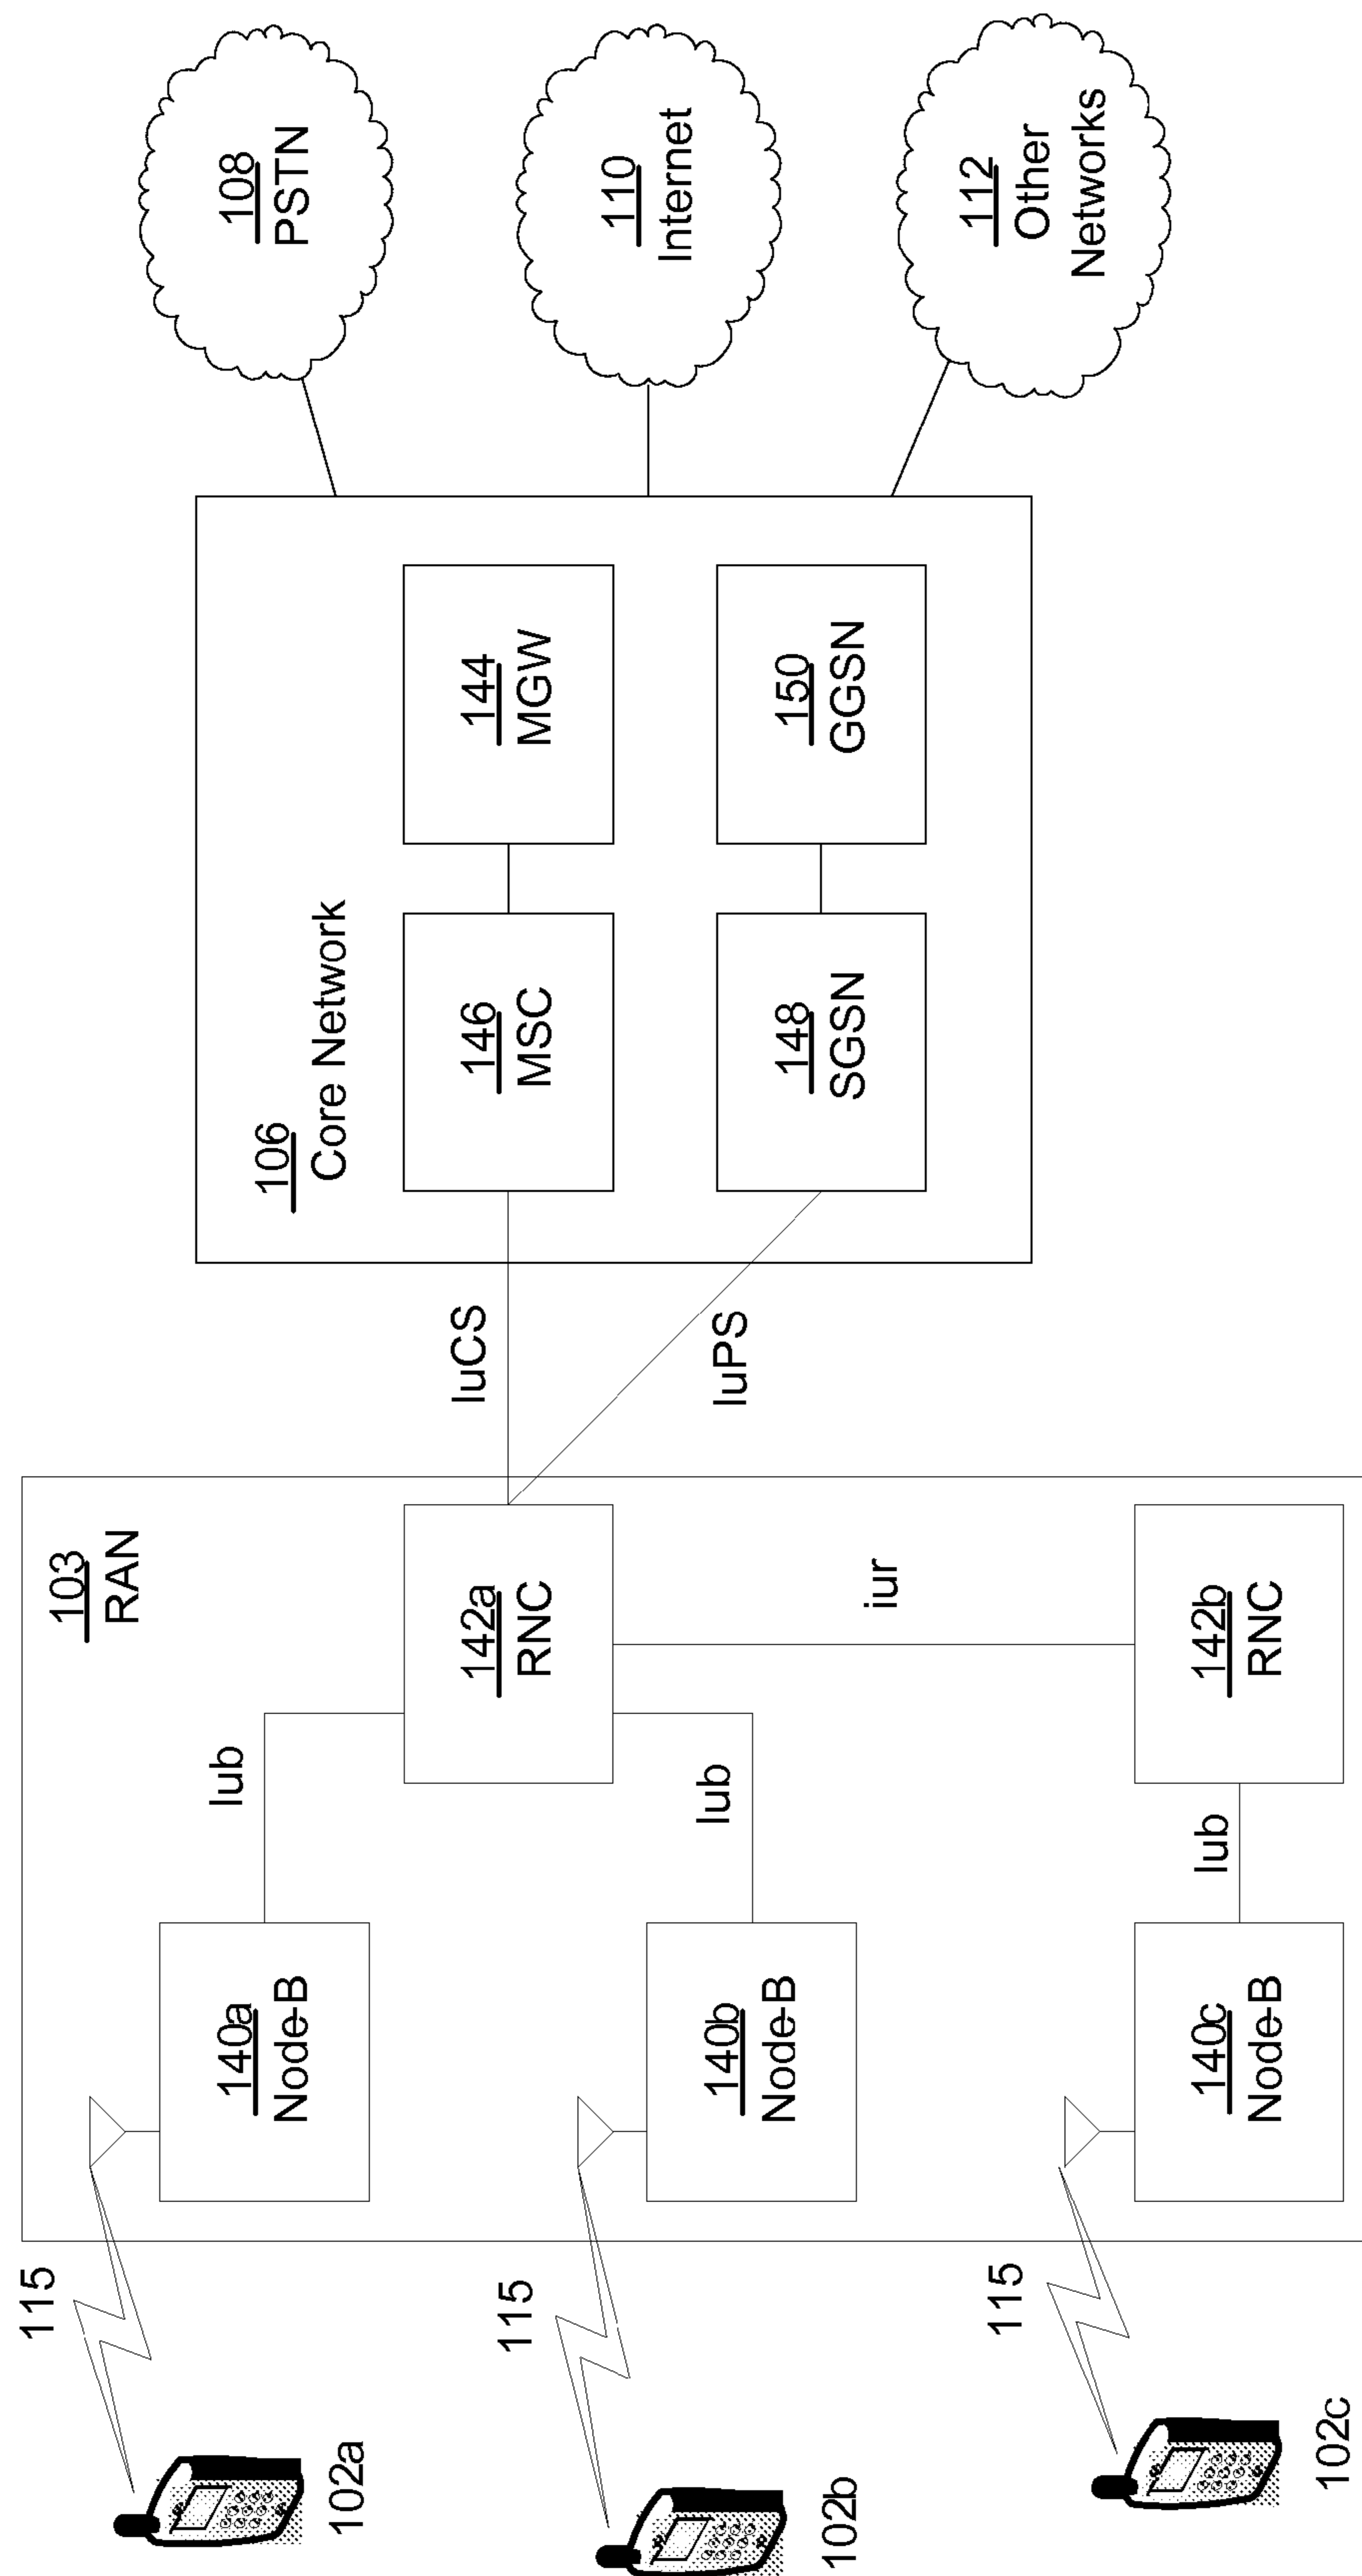 115
102a
115
102b
115
102c
103
RAN
140a
Node-B
140b
Node-B
140c
Node-B
Iub
Iub
Iub
142a
RNC
iur
142b
RNC
IuCS
IuPS
106
Core Network
146
MSC
144
MGW
148
SGSN
150
GGSN
108
PSTN
110
Internet
112
Other
Networks